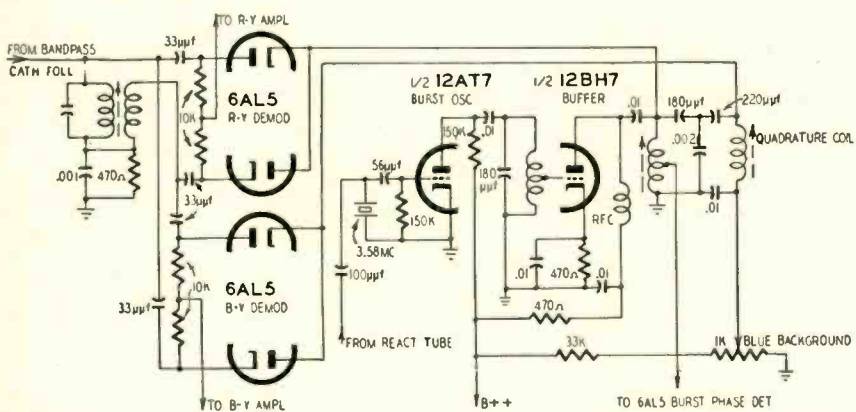 TO R-Y AMPL
FROM BANDPASS
CATH FOLL
33µµf
6AL5
R-Y DEMOD
10K
.001
470Ω
33µµf
6AL5
B-Y DEMOD
10K
33µµf
TO B-Y AMPL
1/2 12AT7
BURST OSC
1/2 12BH7
BUFFER
150K
.01
56µµf
180
µµf
150K
3.58MC
100µµf
FROM REACT TUBE
.01
470Ω
.01
RFC
470Ω
33K
B++
.01
180µµf
220µµf
.002
QUADRATURE COIL
.01
1K
BLUE BACKGROUND
TO 6AL5 BURST PHASE DET